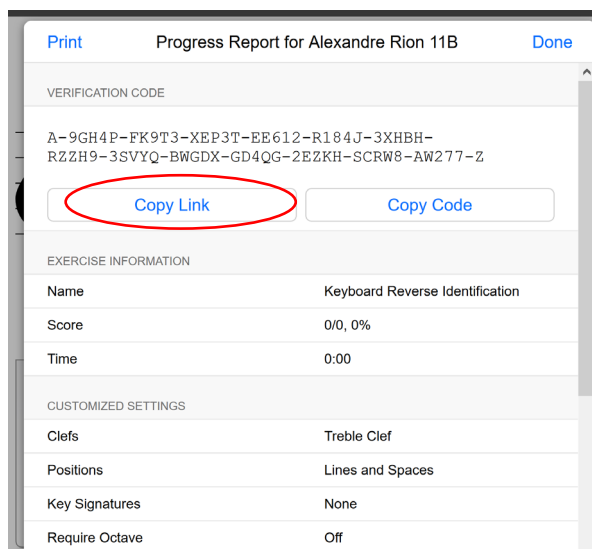 Print Progress Report for Alexandre Rion 11B Done
VERIFICATION CODE
A-9GH4P-FK9T3-XEP3T-EE612-R184J-3XHBH-
RZZH9-3SVYQ-BWGDX-GD4QG-2EZKH-SCRW8-AW277-Z
Copy Link Copy Code
EXERCISE INFORMATION
Name Keyboard Reverse Identification
Score 0/0, 0%
Time 0:00
CUSTOMIZED SETTINGS
Clefs Treble Clef
Positions Lines and Spaces
Key Signatures None
Require Octave Off